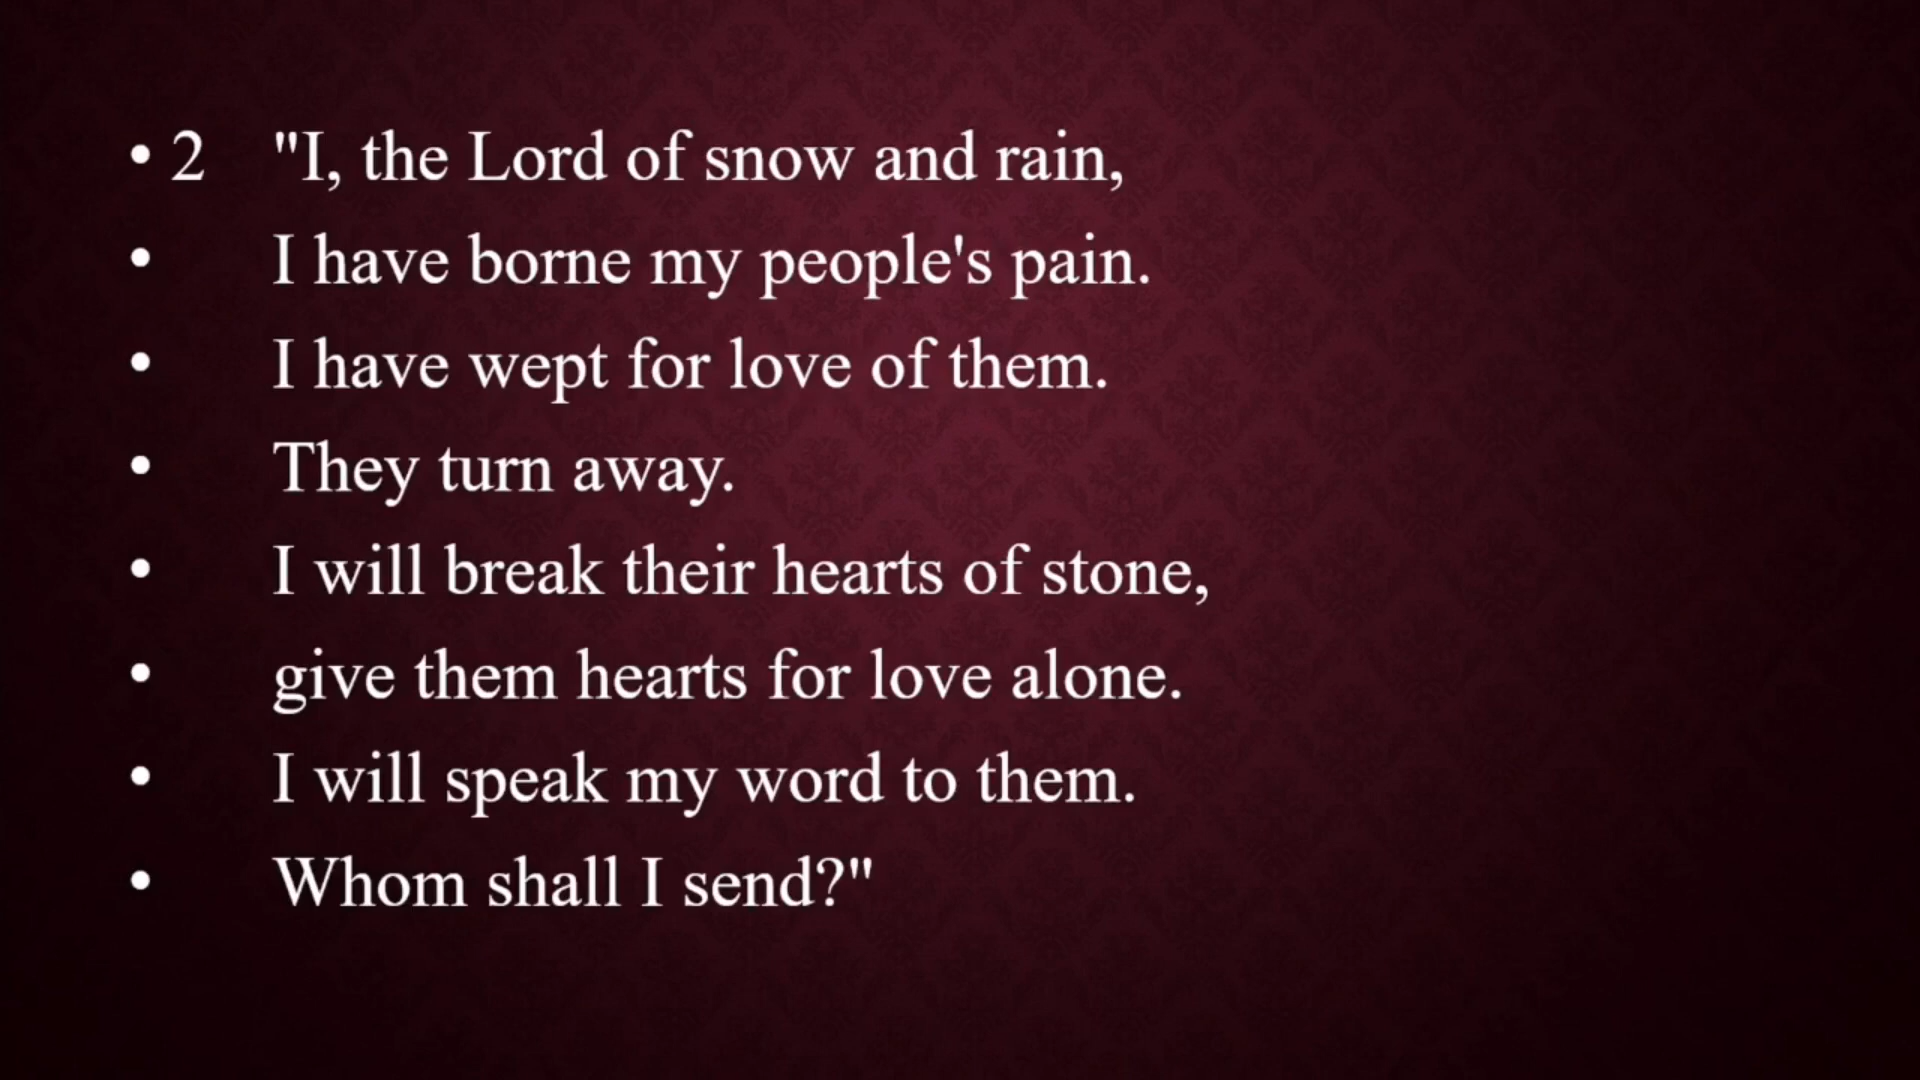 • 2 "I, the Lord of snow and rain,
• I have borne my people's pain.
• I have wept for love of them.
• They turn away.
• I will break their hearts of stone,
• give them hearts for love alone.
• I will speak my word to them.
• Whom shall I send?"